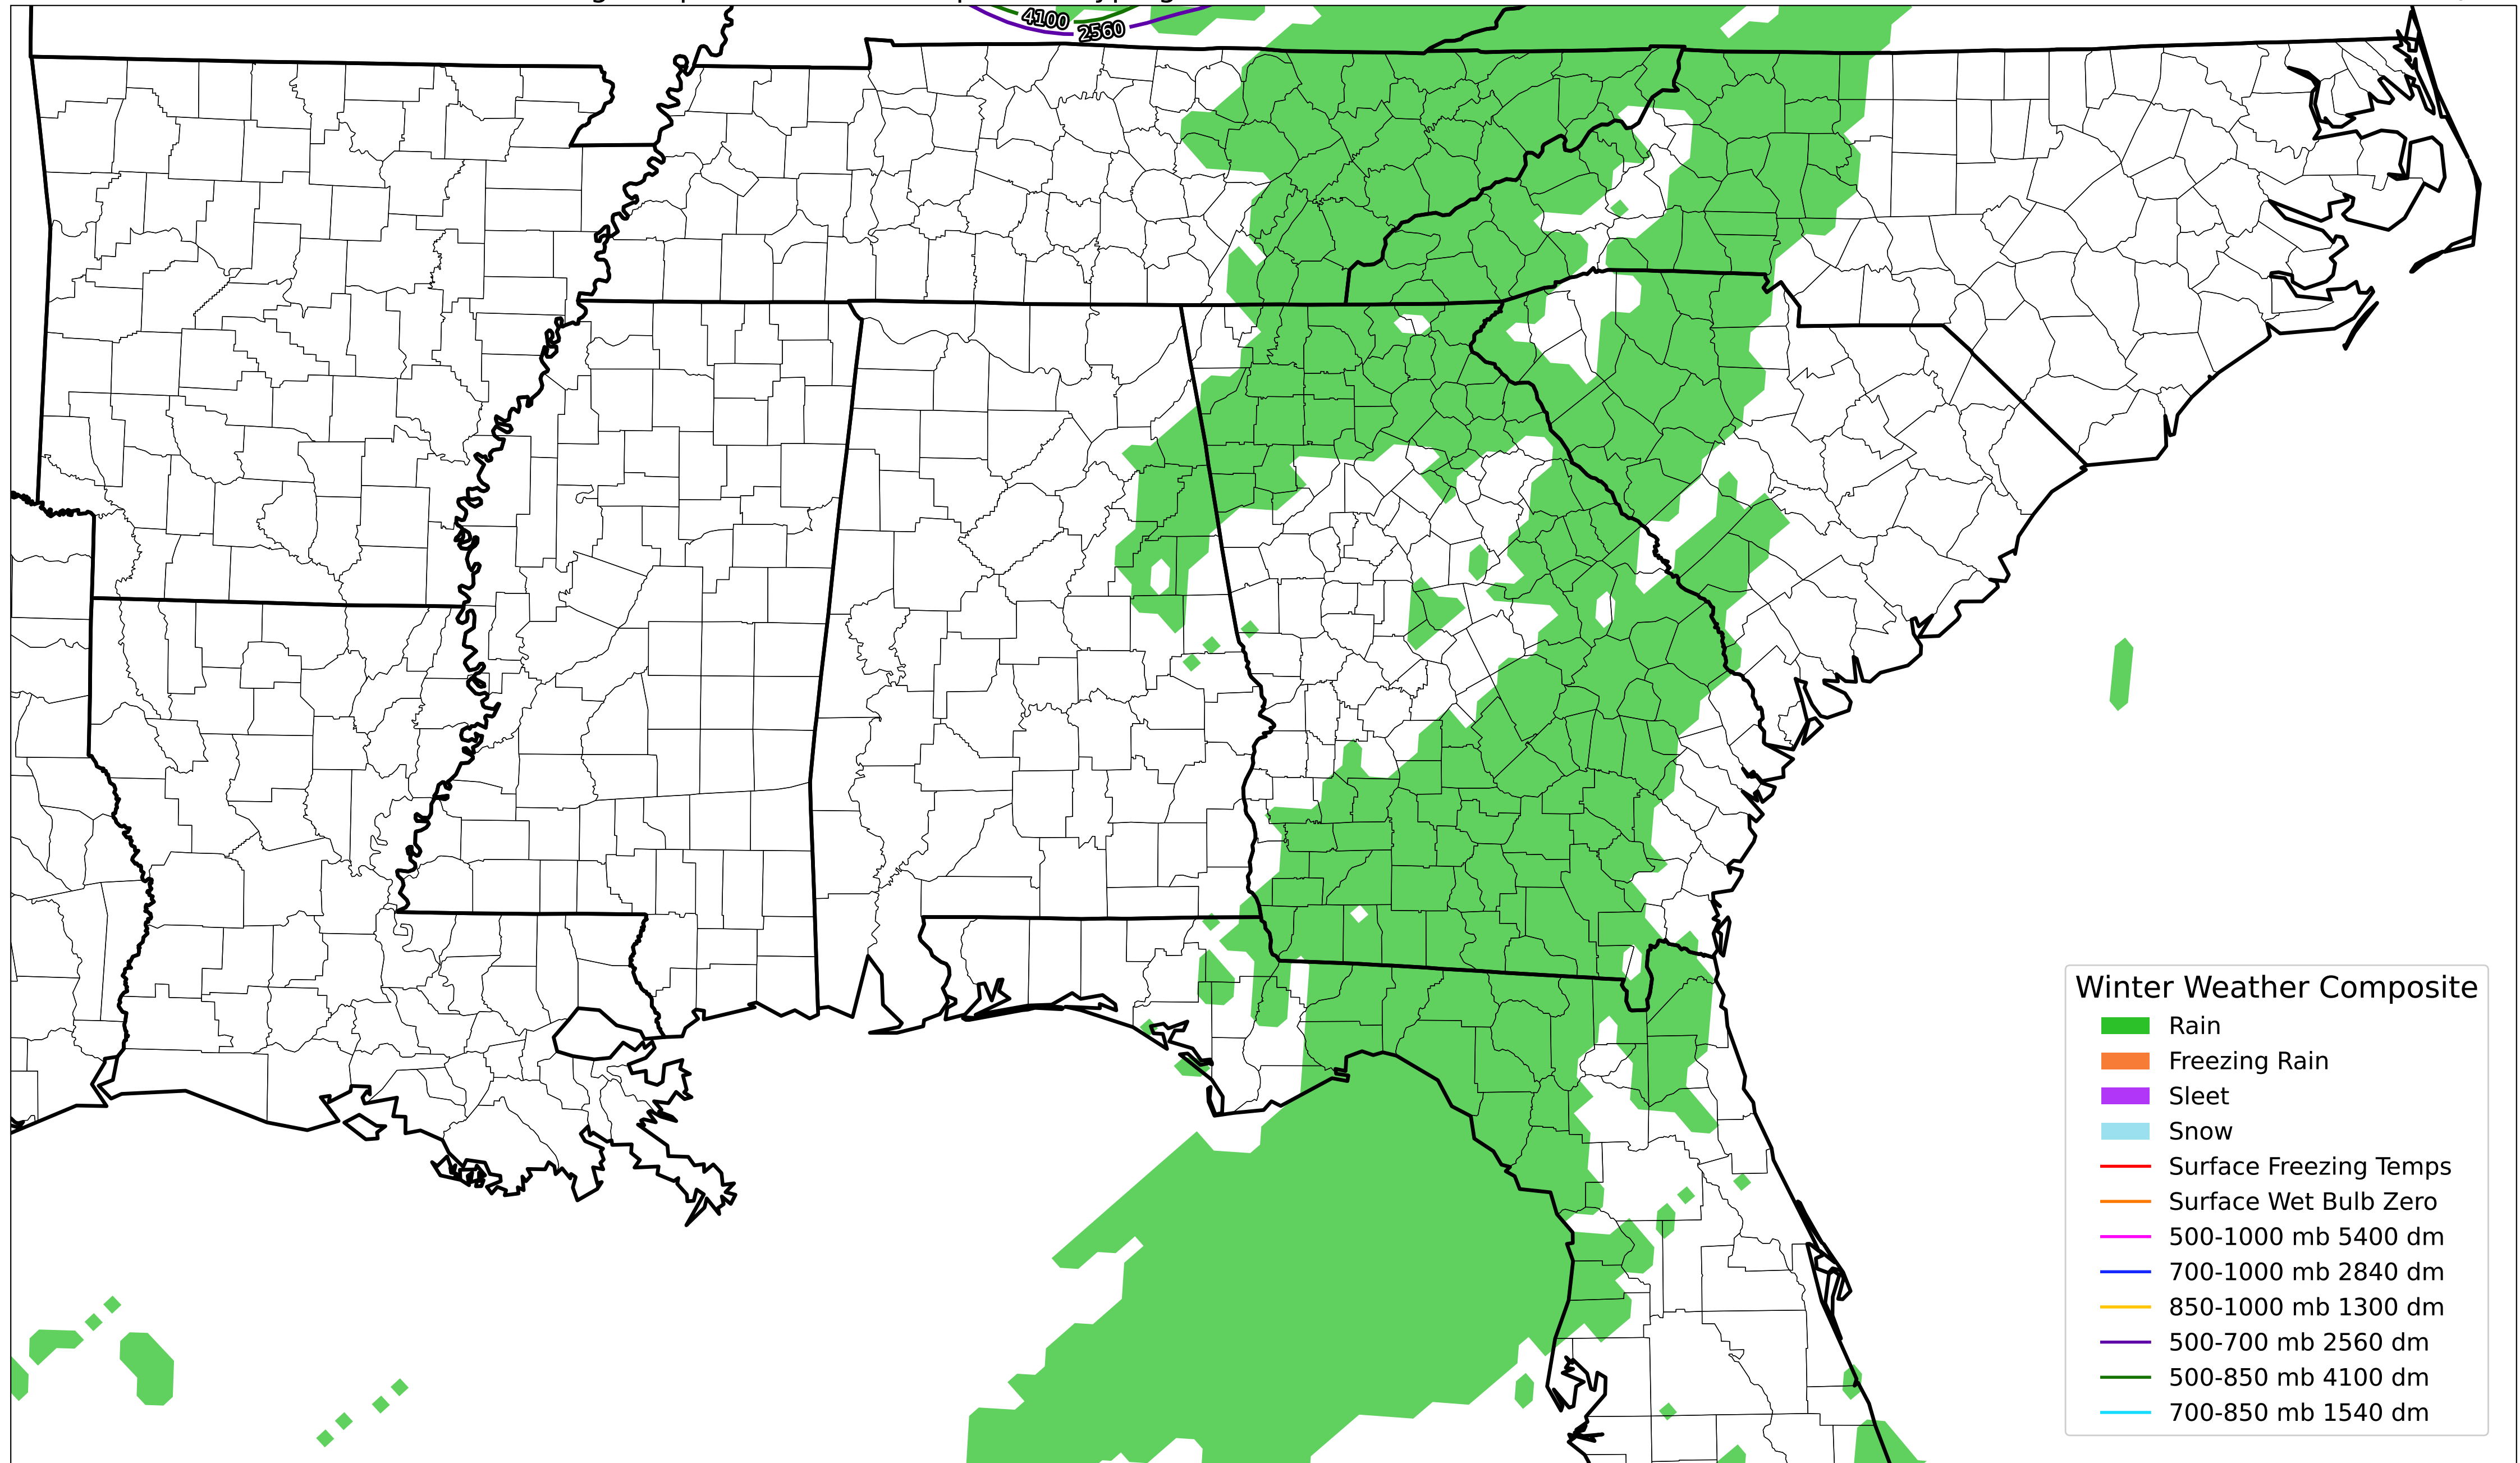 4100
2560
Winter Weather Composite
Rain
Freezing Rain
Sleet
Snow
Surface Freezing Temps
Surface Wet Bulb Zero
500-1000 mb 5400 dm
700-1000 mb 2840 dm
850-1000 mb 1300 dm
500-700 mb 2560 dm
500-850 mb 4100 dm
700-850 mb 1540 dm